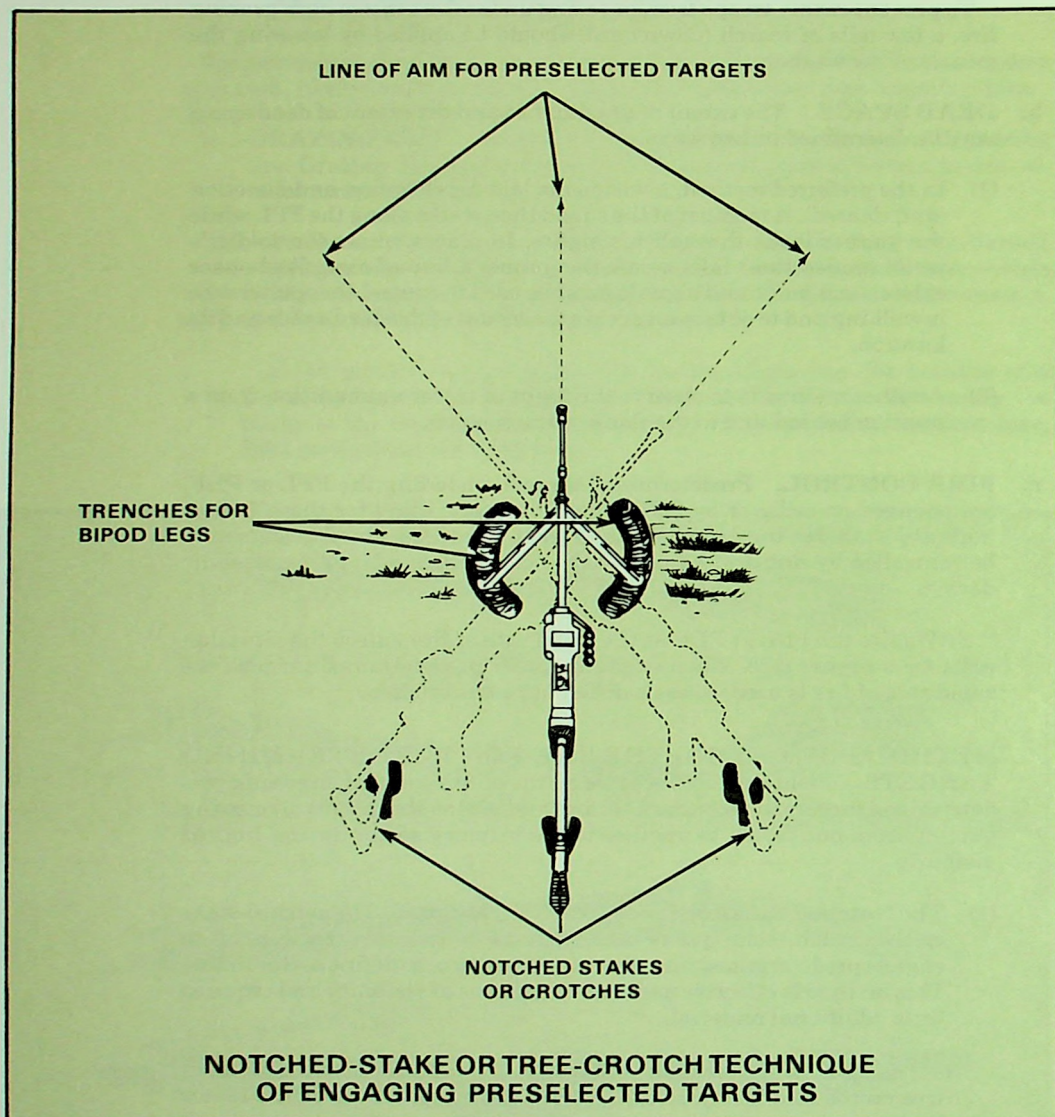 LINE OF AIM FOR PRESELECTED TARGETS
TRENCHES FOR
BIPOD LEGS
NOTCHED STAKES
OR CROTCHES
NOTCHED-STAKE OR TREE-CROTCH TECHNIQUE
OF ENGAGING PRESELECTED TARGETS